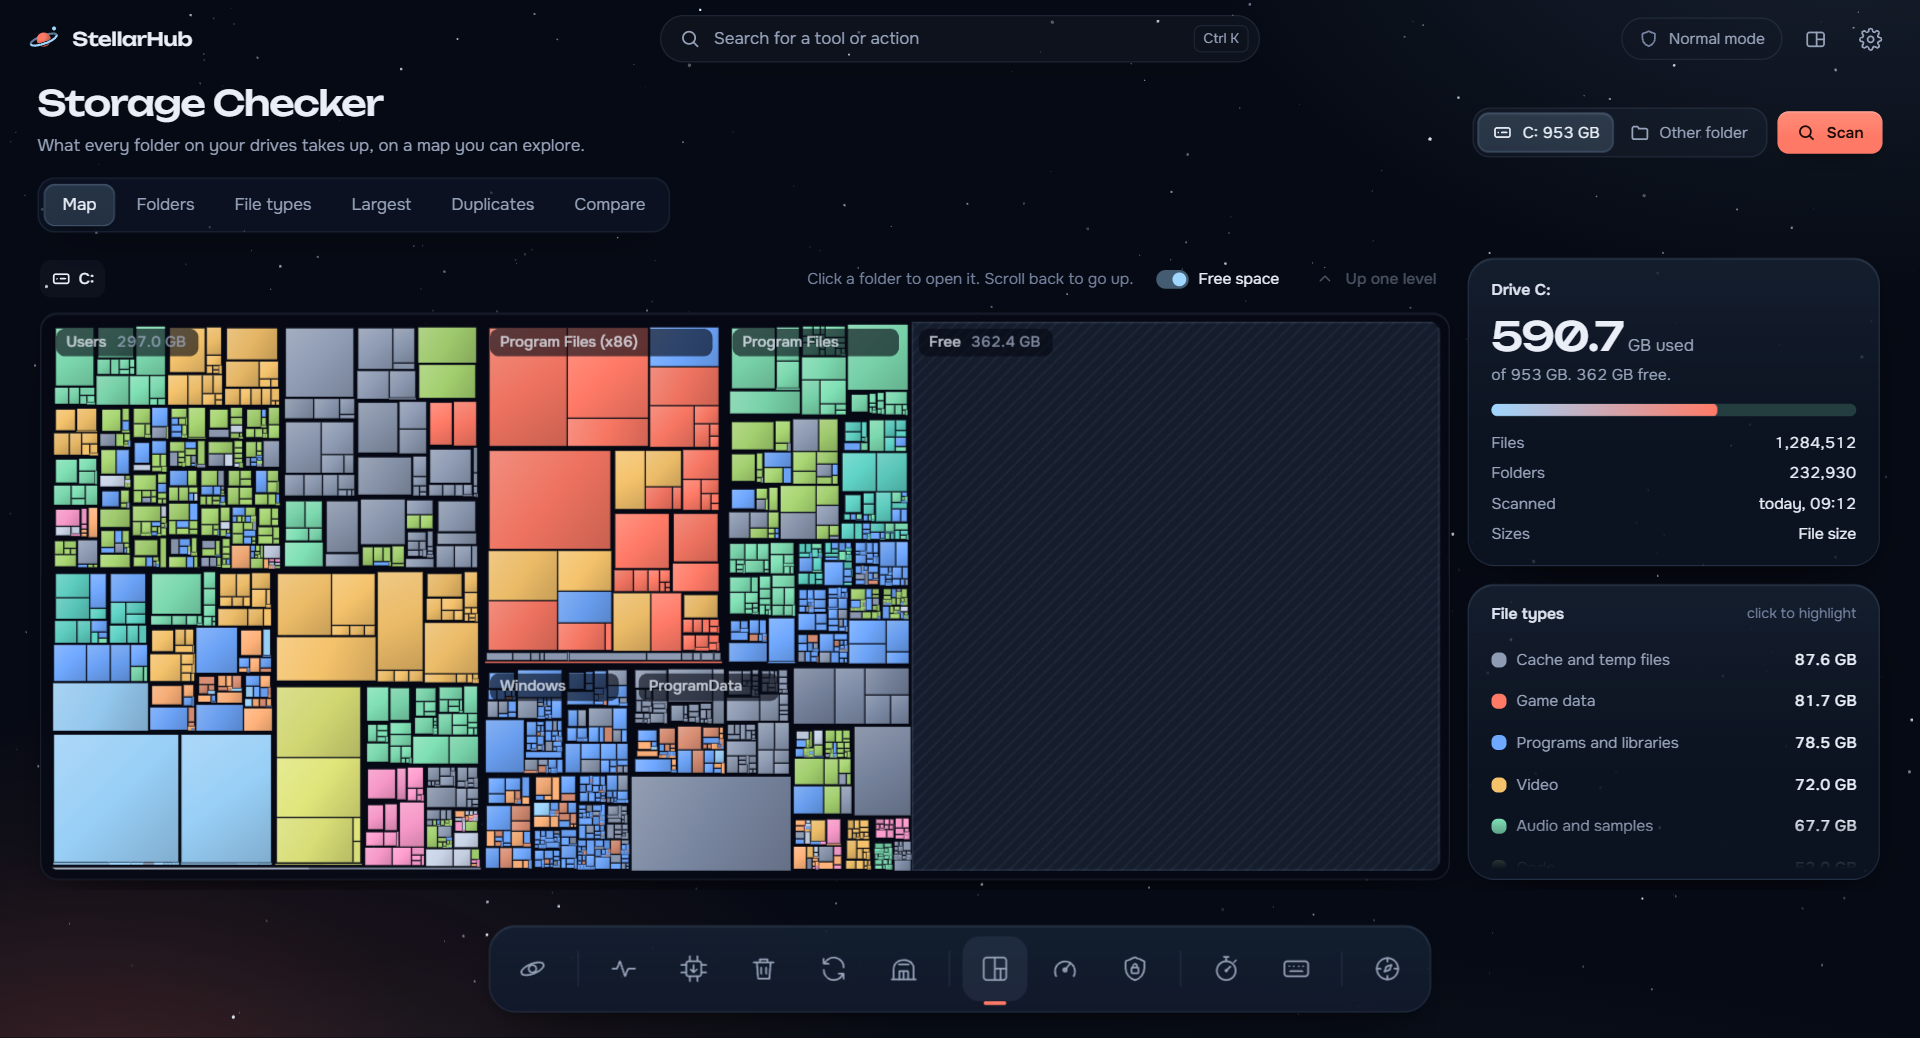 StellarHub
Search for a tool or action
Ctrl K
Normal mode
Storage Checker
What every folder on your drives takes up, on a map you can explore.
C: 953 GB
Other folder
Scan
Map
Folders
File types
Largest
Duplicates
Compare
C:
Click a folder to open it. Scroll back to go up.
Free space
Up one level
Users 297.0 GB
Program Files (x86)
Program Files
Free 362.4 GB
Windows
ProgramData
Drive C:
590.7 GB used
of 953 GB. 362 GB free.
Files 1,284,512
Folders 232,930
Scanned today, 09:12
Sizes File size
File types click to highlight
Cache and temp files 87.6 GB
Game data 81.7 GB
Programs and libraries 78.5 GB
Video 72.0 GB
Audio and samples 67.7 GB